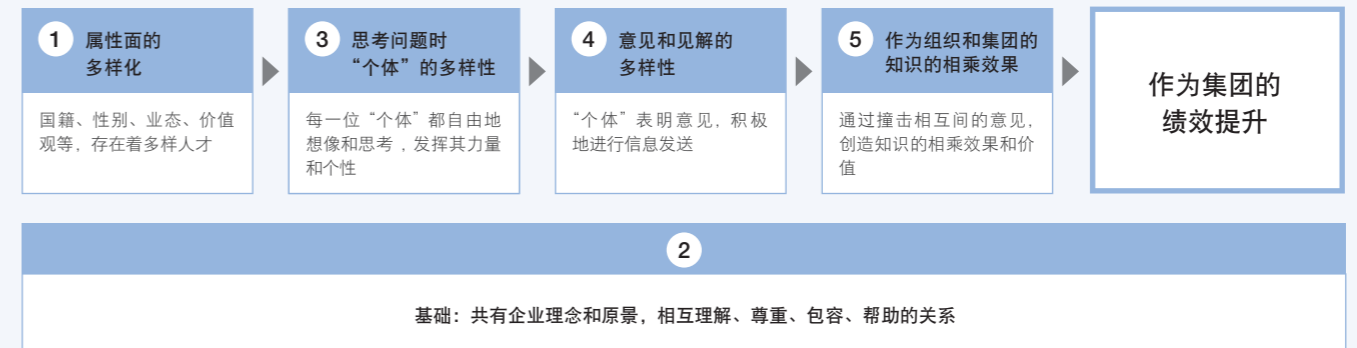 1 属性面的
多样化
国籍、性别、业态、价值
观等，存在着多样人才
3 思考问题时
“个体”的多样性
每一位“个体”都自由地
想像和思考，发挥其力量
和个性
4 意见和见解的
多样性
“个体”表明意见，积极
地进行信息发送
5 作为组织和集团的
知识的相乘效果
通过撞击相互间的意见，
创造知识的相乘效果和价
值
作为集团的
绩效提升
2
基础：共有企业理念和原景，相互理解、尊重、包容、帮助的关系